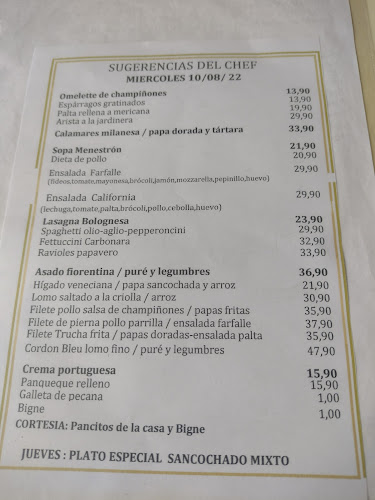 SUGERENCIAS DEL CHEF
MIERCOLES 10/08/ 22
Omelette de champiñones 13,90
Espárragos gratinados 13,90
Palta rellena a mericana 19,90
Arista a la jardinera 29,90
Calamares milanesa / papa dorada y tártara 33,90
Sopa Menestrón 21,90
Dieta de pollo 20,90
Ensalada Farfalle 29,90
(fideos,tomate,mayonesa,brócoli,jamón,mozzarella,pepinillo,huevo)
Ensalada California 29,90
(lechuga,tomate,palta,brócoli,pollo,cebolla,huevo)
Lasagna Bolognesa 23,90
Spaghetti olio-aglio-pepperoncini 29,90
Fettuccini Carbonara 32,90
Ravioles papavero 33,90
Asado fiorentina / puré y legumbres 36,90
Hígado veneciana / papa sancochada y arroz 21,90
Lomo saltado a la criolla / arroz 30,90
Filete pollo salsa de champiñones / papas fritas 35,90
Filete de pierna pollo parrilla / ensalada farfalle 37,90
Filete Trucha frita / papas doradas-ensalada palta 35,90
Cordon Bleu lomo fino / puré y legumbres 47,90
Crema portuguesa 15,90
Panqueque relleno 15,90
Galleta de pecana 1,00
Bigne 1,00
CORTESIA: Pancitos de la casa y Bigne
JUEVES : PLATO ESPECIAL SANCOCHADO MIXTO